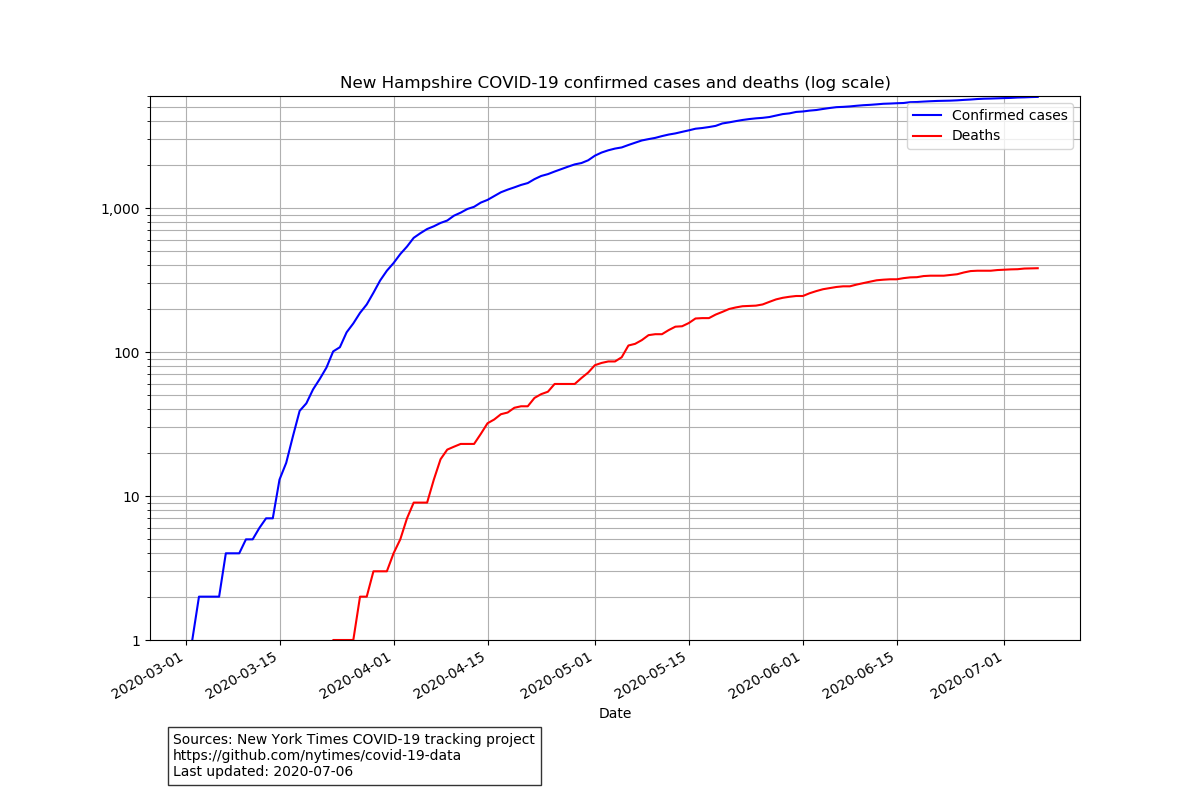 New Hampshire COVID-19 confirmed cases and deaths (log scale)
Confirmed cases
Deaths
1,000
100
10
1
2020-03-01
2020-03-15
2020-04-01
2020-04-15
2020-05-01
2020-05-15
2020-06-01
2020-06-15
2020-07-01
Date
Sources: New York Times COVID-19 tracking project
https://github.com/nytimes/covid-19-data
Last updated: 2020-07-06